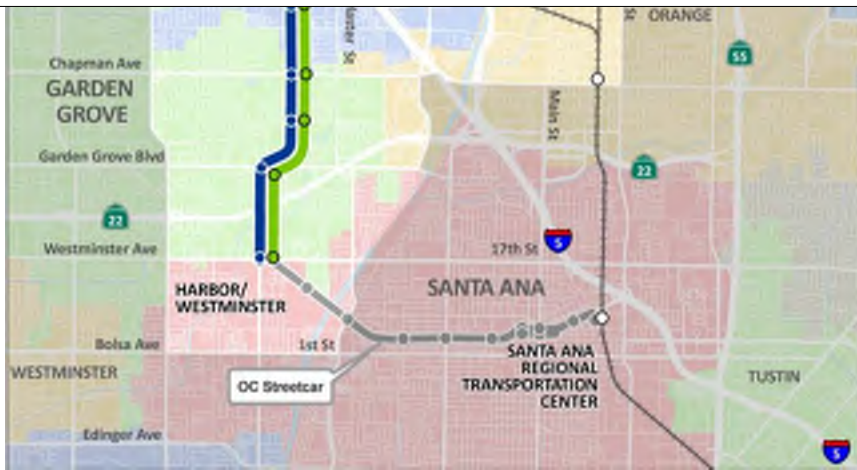 ORANGE
St
55
Chapman Ave
GARDEN
GROVE
Main St
Garden Grove Blvd
22
22
Westminster Ave
17th St
5
HARBOR/
WESTMINSTER
SANTA ANA
Bolsa Ave
1st St
SANTA ANA
REGIONAL
TRANSPORTATION
CENTER
WESTMINSTER
OC Streetcar
TUSTIN
Edinger Ave
5